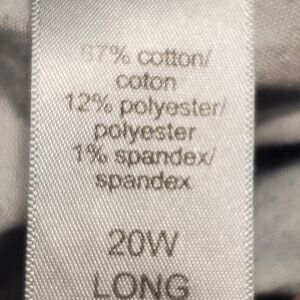 87% cotton/
coton
12% polyester/
polyester
1% spandex/
spandex
20W
LONG